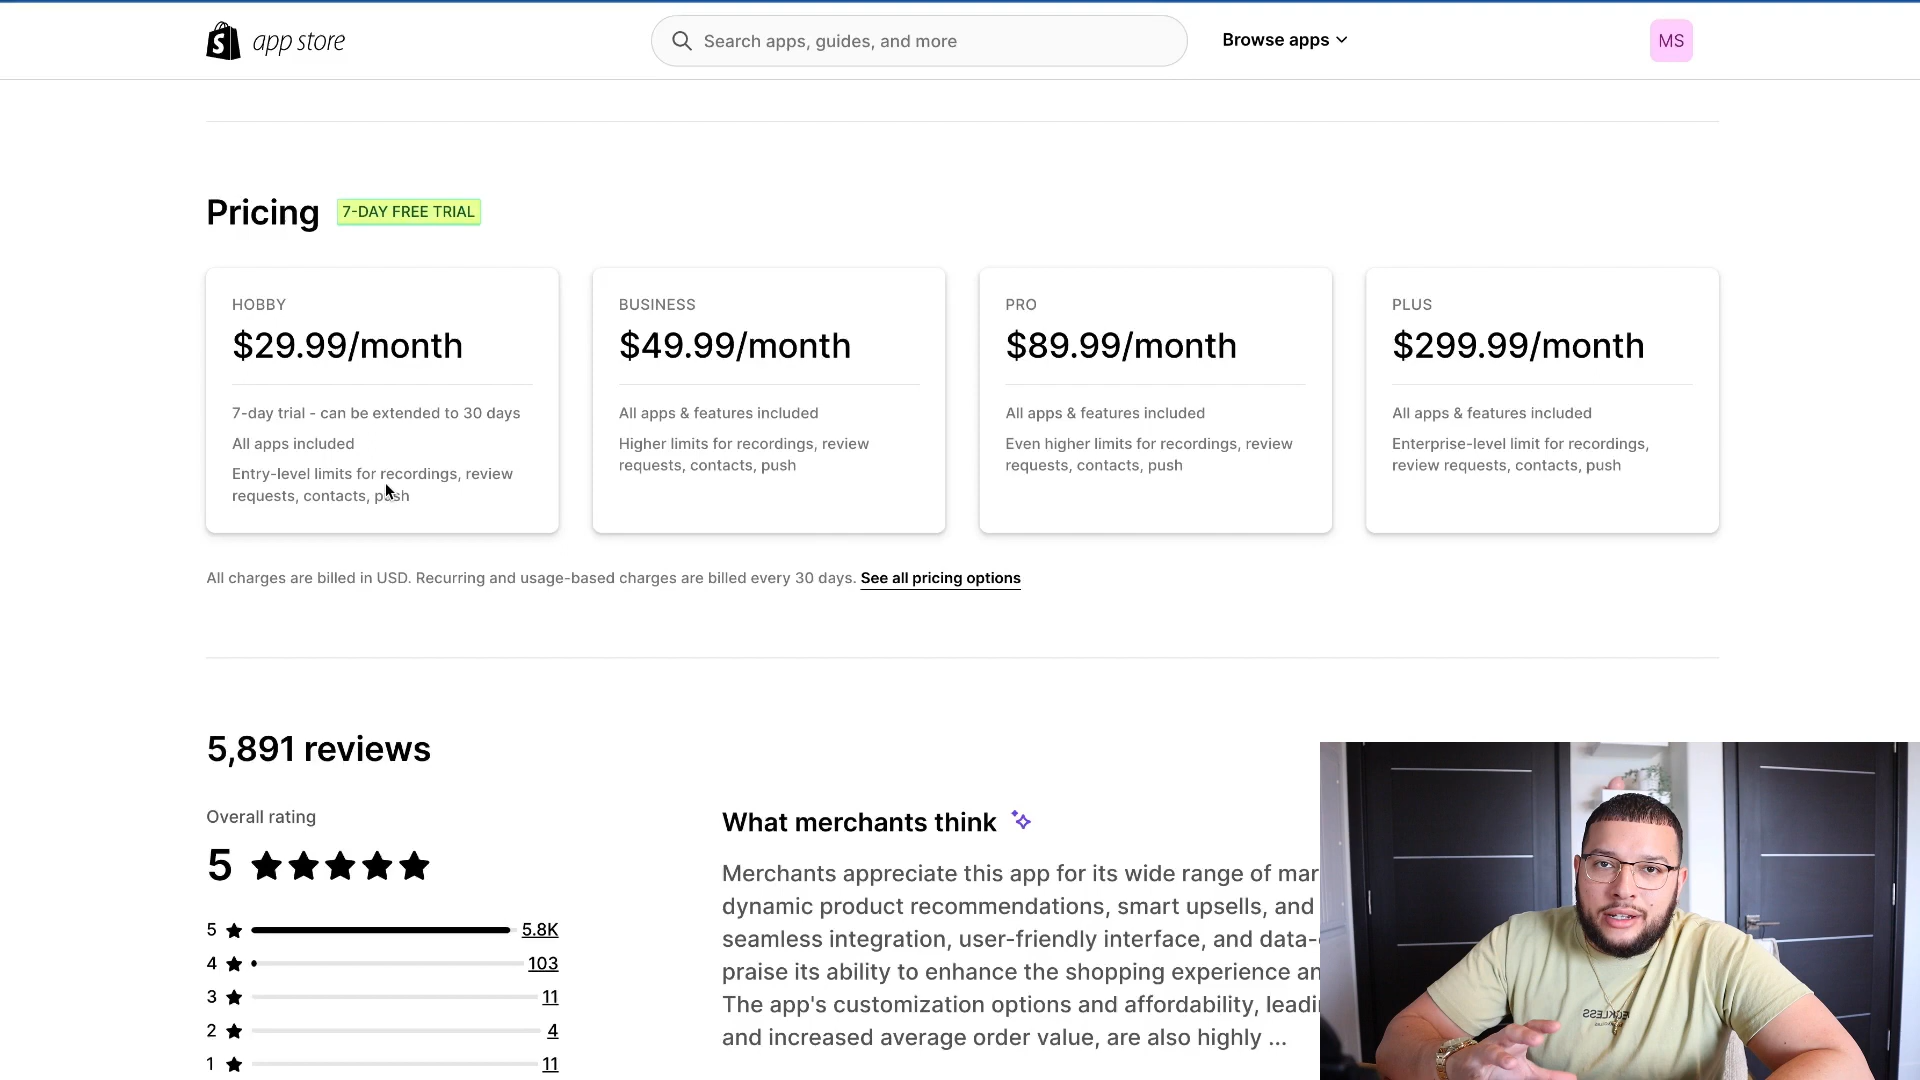 app store
Search apps, guides, and more
Browse apps
MS
Pricing
7-DAY FREE TRIAL
HOBBY
$29.99/month
7-day trial - can be extended to 30 days
All apps included
Entry-level limits for recordings, review
requests, contacts, push
BUSINESS
$49.99/month
All apps & features included
Higher limits for recordings, review
requests, contacts, push
PRO
$89.99/month
All apps & features included
Even higher limits for recordings, review
requests, contacts, push
PLUS
$299.99/month
All apps & features included
Enterprise-level limit for recordings,
review requests, contacts, push
All charges are billed in USD. Recurring and usage-based charges are billed every 30 days. See all pricing options
5,891 reviews
Overall rating
5
5 5.8K
4 103
3 11
2 4
1 11
What merchants think
Merchants appreciate this app for its wide range of mar
dynamic product recommendations, smart upsells, and
seamless integration, user-friendly interface, and data-
praise its ability to enhance the shopping experience an
The app's customization options and affordability, leadi
and increased average order value, are also highly ...